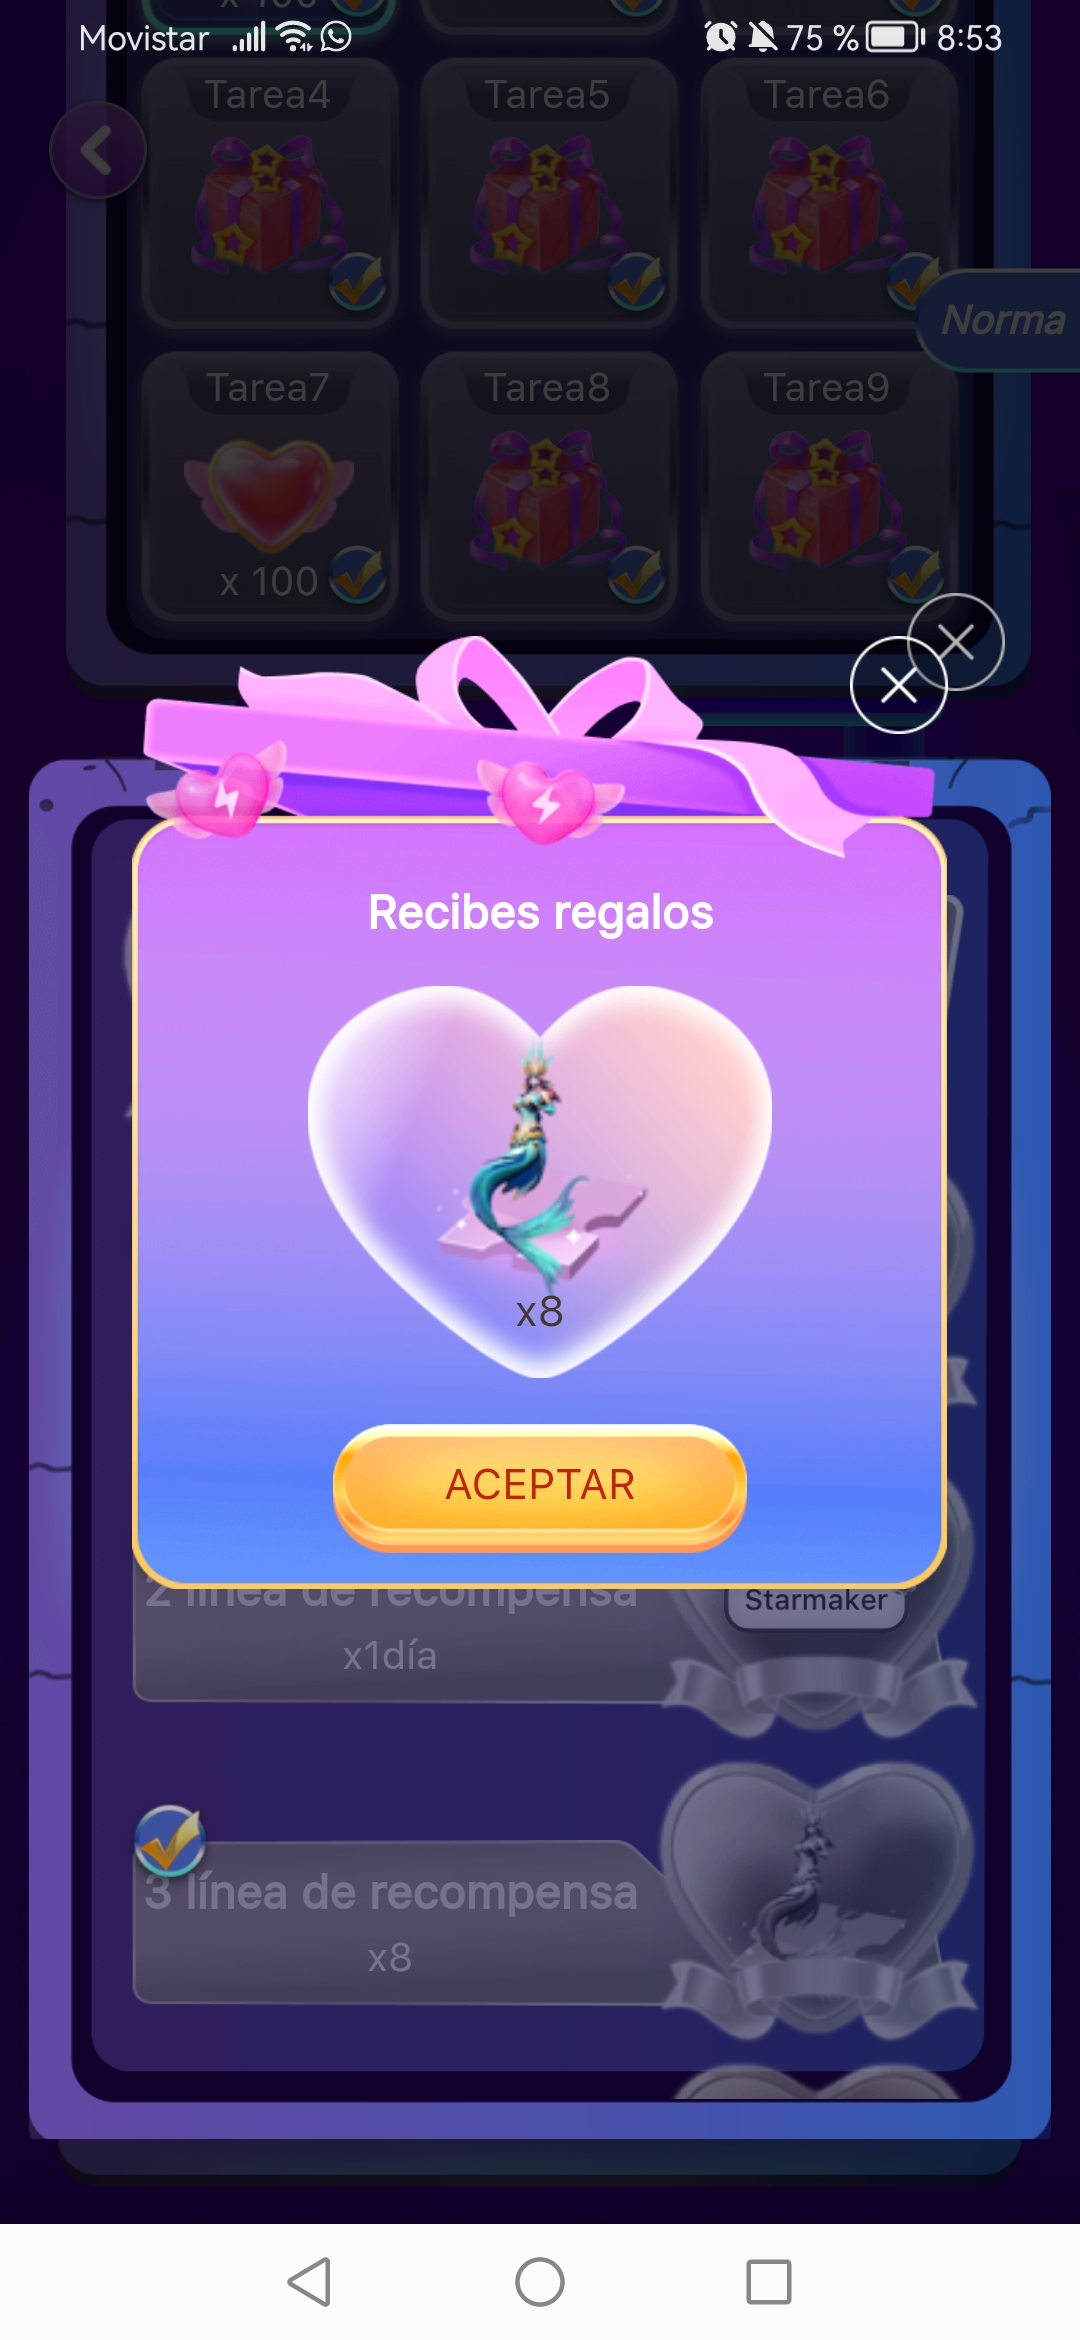 x 100
Movistar
75 % 8:53
Tarea4
Tarea5
Tarea6
Norma
Tarea7
Tarea8
Tarea9
x 100
Recibes regalos
x8
ACEPTAR
2 línea de recompensa
Starmaker
x1día
3 línea de recompensa
x8